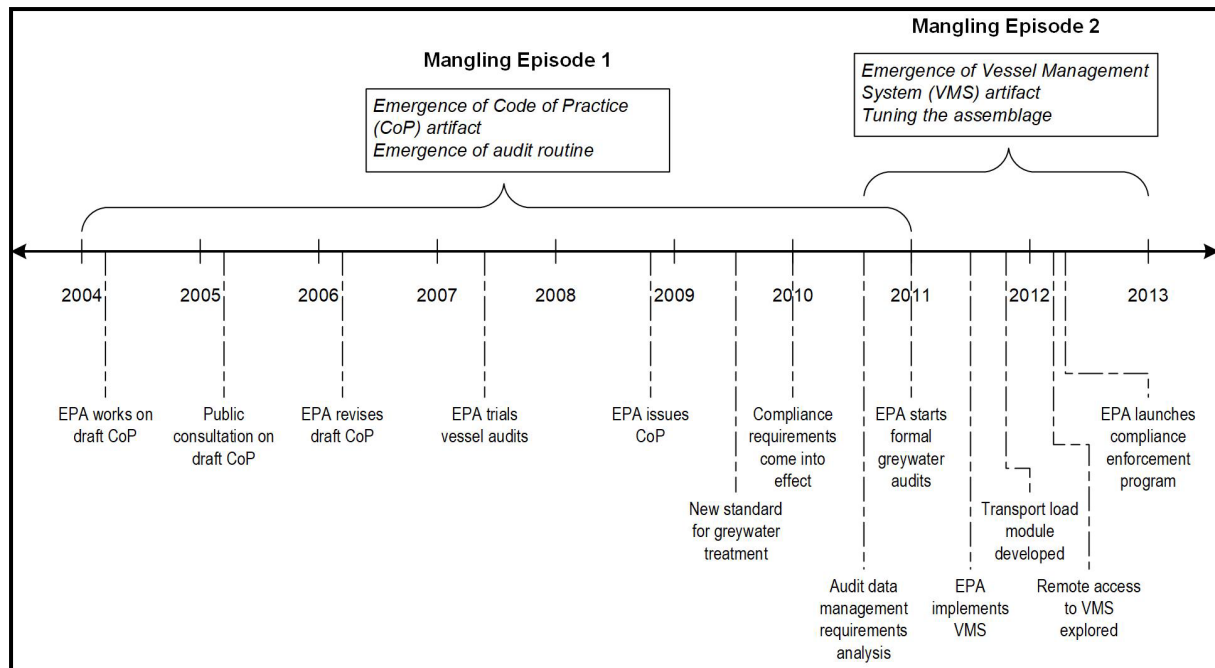 Mangling Episode 1
Mangling Episode 2
Emergence of Code of Practice
(CoP) artifact
Emergence of audit routine
Emergence of Vessel Management
System (VMS) artifact
Tuning the assemblage
2004
2005
2006
2007
2008
2009
2010
2011
2012
2013
EPA works on
draft CoP
Public
consultation on
draft CoP
EPA revises
draft CoP
EPA trials
vessel audits
EPA issues
CoP
New standard
for greywater
treatment
Compliance
requirements
come into
effect
Audit data
management
requirements
analysis
EPA starts
formal
greywater
audits
EPA
implements
VMS
Transport load
module
developed
Remote access
to VMS
explored
EPA launches
compliance
enforcement
program